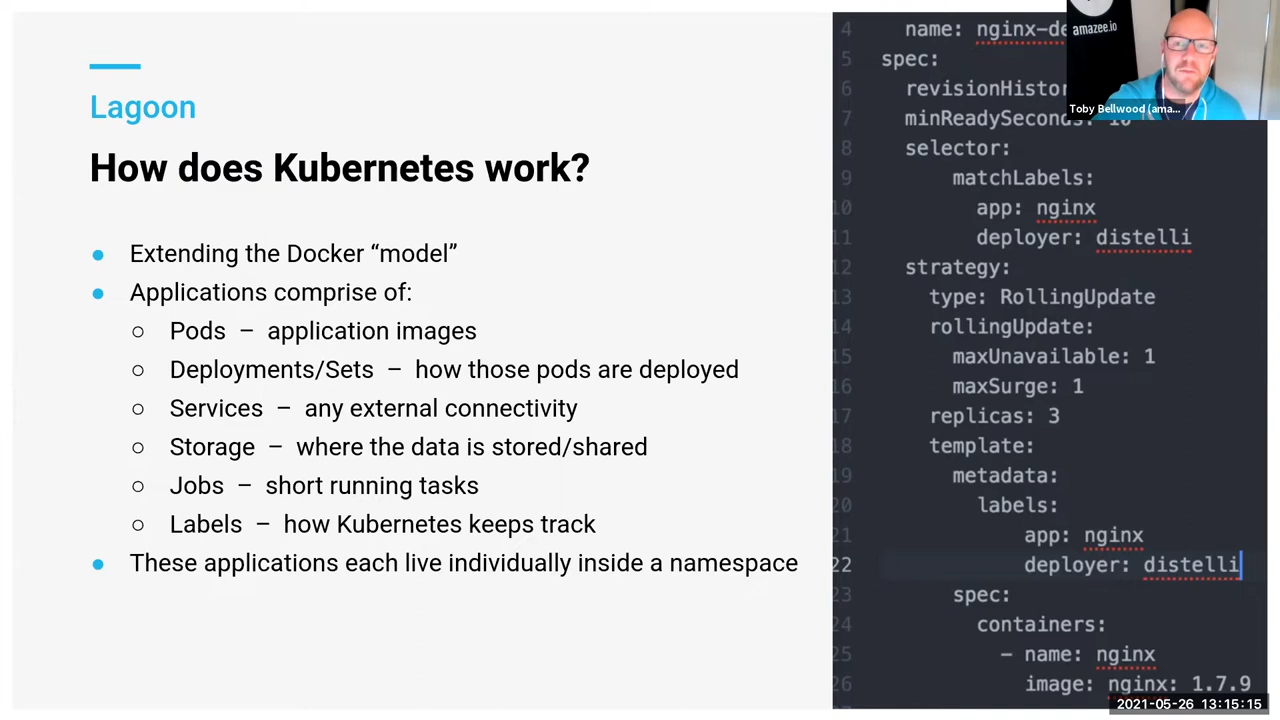 Lagoon
How does Kubernetes work?
● Extending the Docker “model”
● Applications comprise of:
○ Pods – application images
○ Deployments/Sets – how those pods are deployed
○ Services – any external connectivity
○ Storage – where the data is stored/shared
○ Jobs – short running tasks
○ Labels – how Kubernetes keeps track
● These applications each live individually inside a namespace
4 name: nginx-de
5 spec:
6 revisionHistor
7 minReadySeconds: 10
8 selector:
9 matchLabels:
10 app: nginx
11 deployer: distelli
12 strategy:
13 type: RollingUpdate
14 rollingUpdate:
15 maxUnavailable: 1
16 maxSurge: 1
17 replicas: 3
18 template:
19 metadata:
20 labels:
21 app: nginx
22 deployer: distelli
23 spec:
24 containers:
25 - name: nginx
26 image: nginx: 1.7.9
amazee.io
Toby Bellwood (ama...
2021-05-26 13:15:15